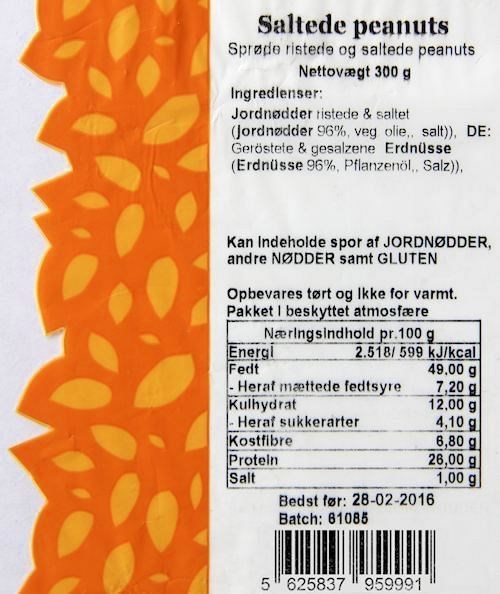 Saltede peanuts
Sprøde ristede og saltede peanuts
Nettovægt 300 g
Ingredienser:
Jordnødder ristede & saltet
(Jordnødder 96%, veg. olie,, salt)), DE:
Geröstete & gesalzene Erdnüsse
(Erdnüsse 96%, Pflanzenöl,, Salz)),
Kan indeholde spor af JORDNØDDER,
andre NØDDER samt GLUTEN
Opbevares tørt og ikke for varmt.
Pakket i beskyttet atmosfære
Næringsindhold pr.100 g
Energi 2.518/ 599 kJ/kcal
Fedt 49,00 g
- Heraf mættede fedtsyre 7,20 g
Kulhydrat 12,00 g
- Heraf sukkerarter 4,10 g
Kostfibre 6,80 g
Protein 26,00 g
Salt 1,00 g
Bedst før: 28-02-2016
Batch: 61085
5 625837 959991